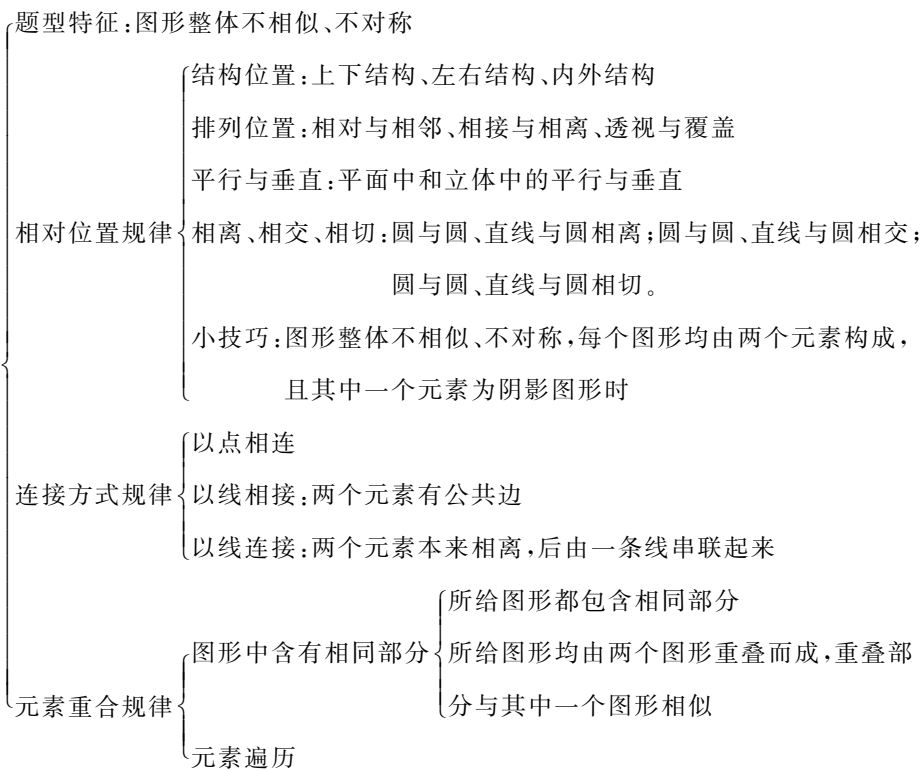 题型特征:图形整体不相似、不对称
结构位置:上下结构、左右结构、内外结构
排列位置:相对与相邻、相接与相离、透视与覆盖
平行与垂直:平面中和立体中的平行与垂直
相对位置规律
相离、相交、相切:圆与圆、直线与圆相离;圆与圆、直线与圆相交;
圆与圆、直线与圆相切。
小技巧:图形整体不相似、不对称,每个图形均由两个元素构成,
且其中一个元素为阴影图形时
以点相连
连接方式规律
以线相接:两个元素有公共边
以线连接:两个元素本来相离,后由一条线串联起来
所给图形都包含相同部分
图形中含有相同部分
所给图形均由两个图形重叠而成,重叠部
分与其中一个图形相似
元素重合规律
元素遍历